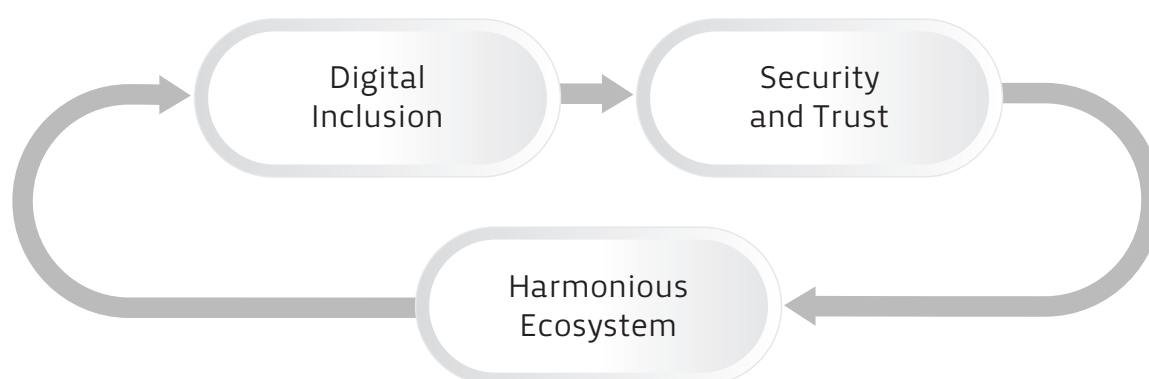 Digital
Inclusion
Security
and Trust
Harmonious
Ecosystem